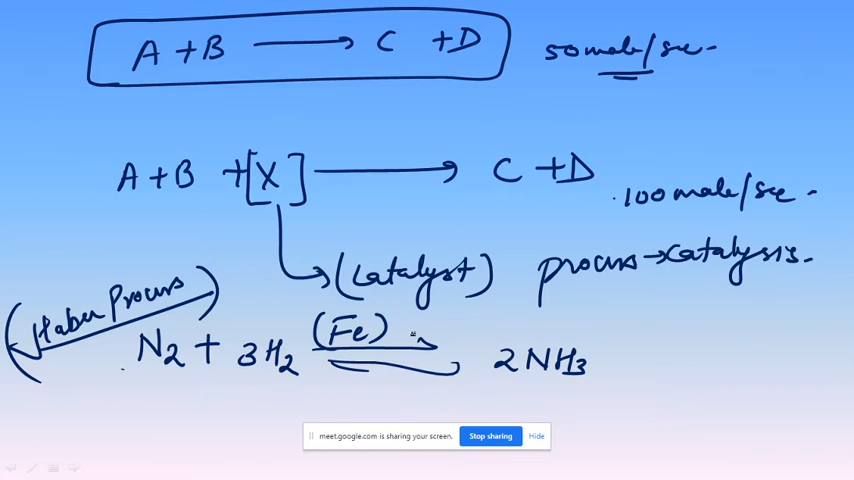 A + B → C + D 50 mole/sec.
A + B + [X] → C + D 100 mole/sec.
(Catalyst) process → Catalysis.
(Haber Process)
N2 + 3H2 (Fe) ⇌ 2NH3
meet.google.com is sharing your screen. Stop sharing Hide